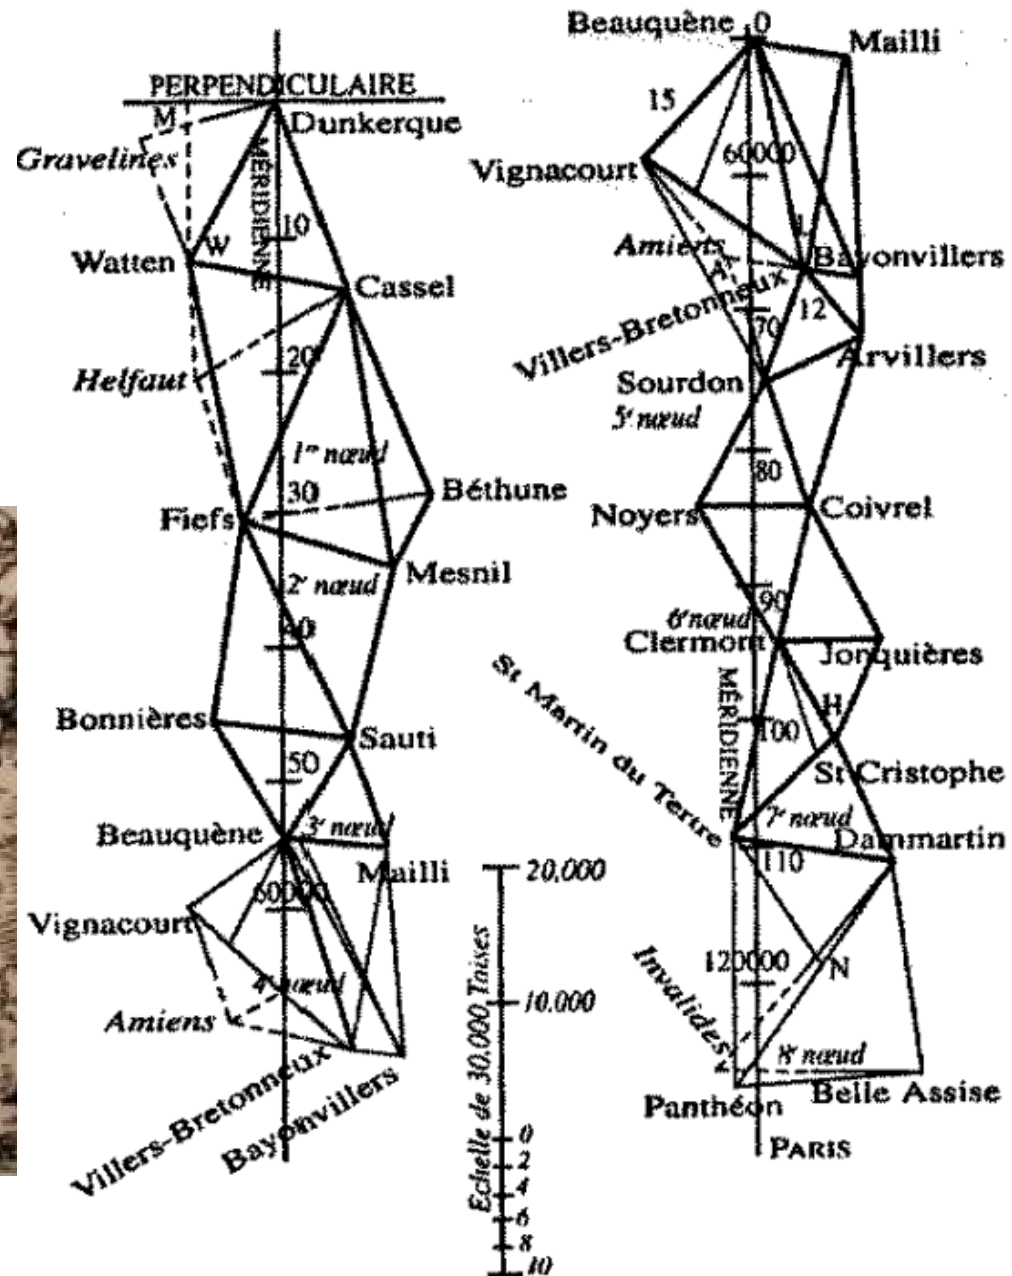 PERPENDICULAIRE
M
Dunkerque
Gravelines
MÉRIDIENNE
10
W
Watten
Cassel
20
Helfaut
1er nœud
30
Béthune
Fiefs
Mesnil
2e nœud
40
Bonnières
Sauti
50
Beauquène
3e nœud
Mailli
60000
Vignacourt
4e nœud
Amiens
Villers-Bretonneux
Bayonvillers
20,000
10.000
Echelle de 30.000 Toises
0
2
4
6
8
10
Beauquène
0
Mailli
15
60000
Vignacourt
L
Amiens
Bayonvillers
Villers-Bretonneux
12
70
Arvillers
Sourdon
5e nœud
80
Noyers
Coivrel
90
6e nœud
Clermont
Jonquières
St Martin du Tertre
MÉRIDIENNE
H
100
St Cristophe
7e nœud
Dammartin
110
Invalides
120000
N
8e nœud
Panthéon
Belle Assise
PARIS